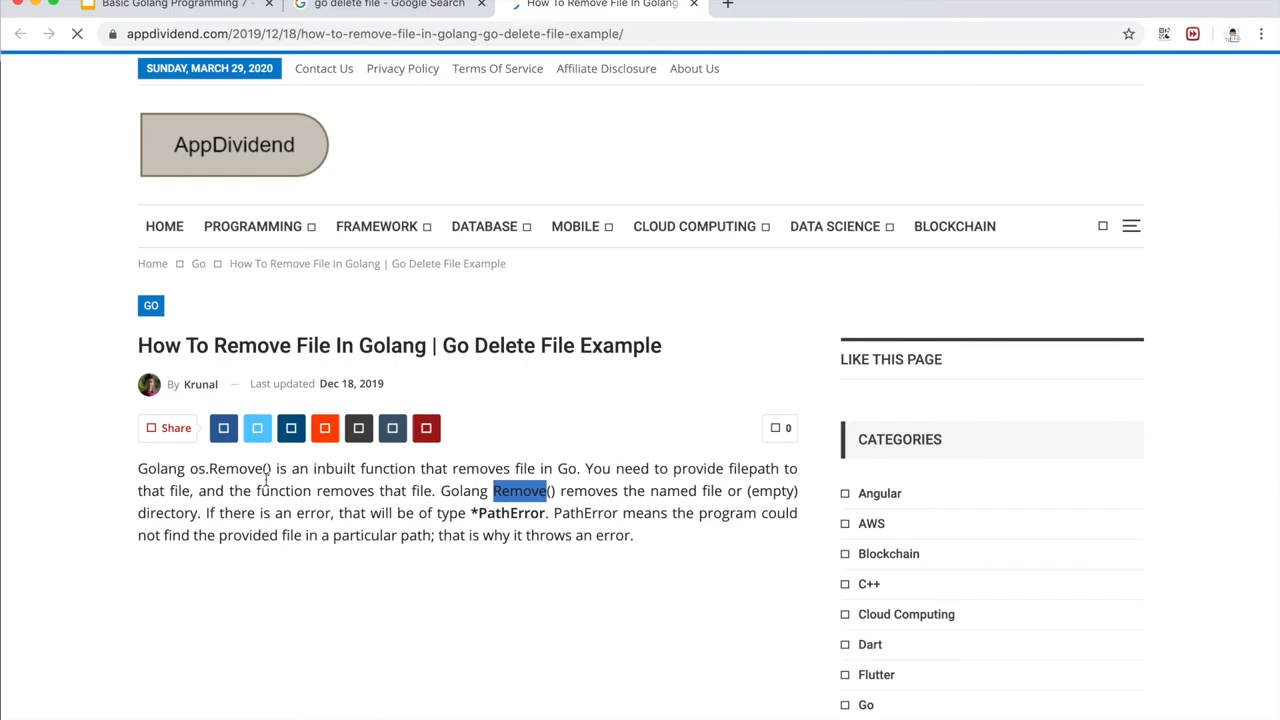 Basic Golang Programming 7 -
go delete file - Google Search
How To Remove File In Golang
appdividend.com/2019/12/18/how-to-remove-file-in-golang-go-delete-file-example/
SUNDAY, MARCH 29, 2020 Contact Us Privacy Policy Terms Of Service Affiliate Disclosure About Us
AppDividend
HOME PROGRAMMING FRAMEWORK DATABASE MOBILE CLOUD COMPUTING DATA SCIENCE BLOCKCHAIN
Home Go How To Remove File In Golang | Go Delete File Example
GO
How To Remove File In Golang | Go Delete File Example
By Krunal — Last updated Dec 18, 2019
Share
0
Golang os.Remove() is an inbuilt function that removes file in Go. You need to provide filepath to
that file, and the function removes that file. Golang Remove() removes the named file or (empty)
directory. If there is an error, that will be of type *PathError. PathError means the program could
not find the provided file in a particular path; that is why it throws an error.
LIKE THIS PAGE
CATEGORIES
Angular
AWS
Blockchain
C++
Cloud Computing
Dart
Flutter
Go